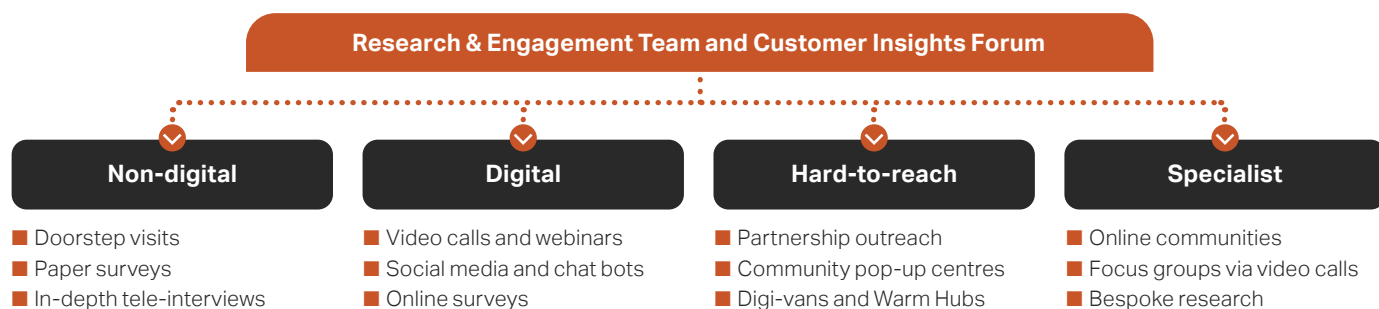 Research & Engagement Team and Customer Insights Forum
Non-digital
Doorstep visits
Paper surveys
In-depth tele-interviews
Digital
Video calls and webinars
Social media and chat bots
Online surveys
Hard-to-reach
Partnership outreach
Community pop-up centres
Digi-vans and Warm Hubs
Specialist
Online communities
Focus groups via video calls
Bespoke research